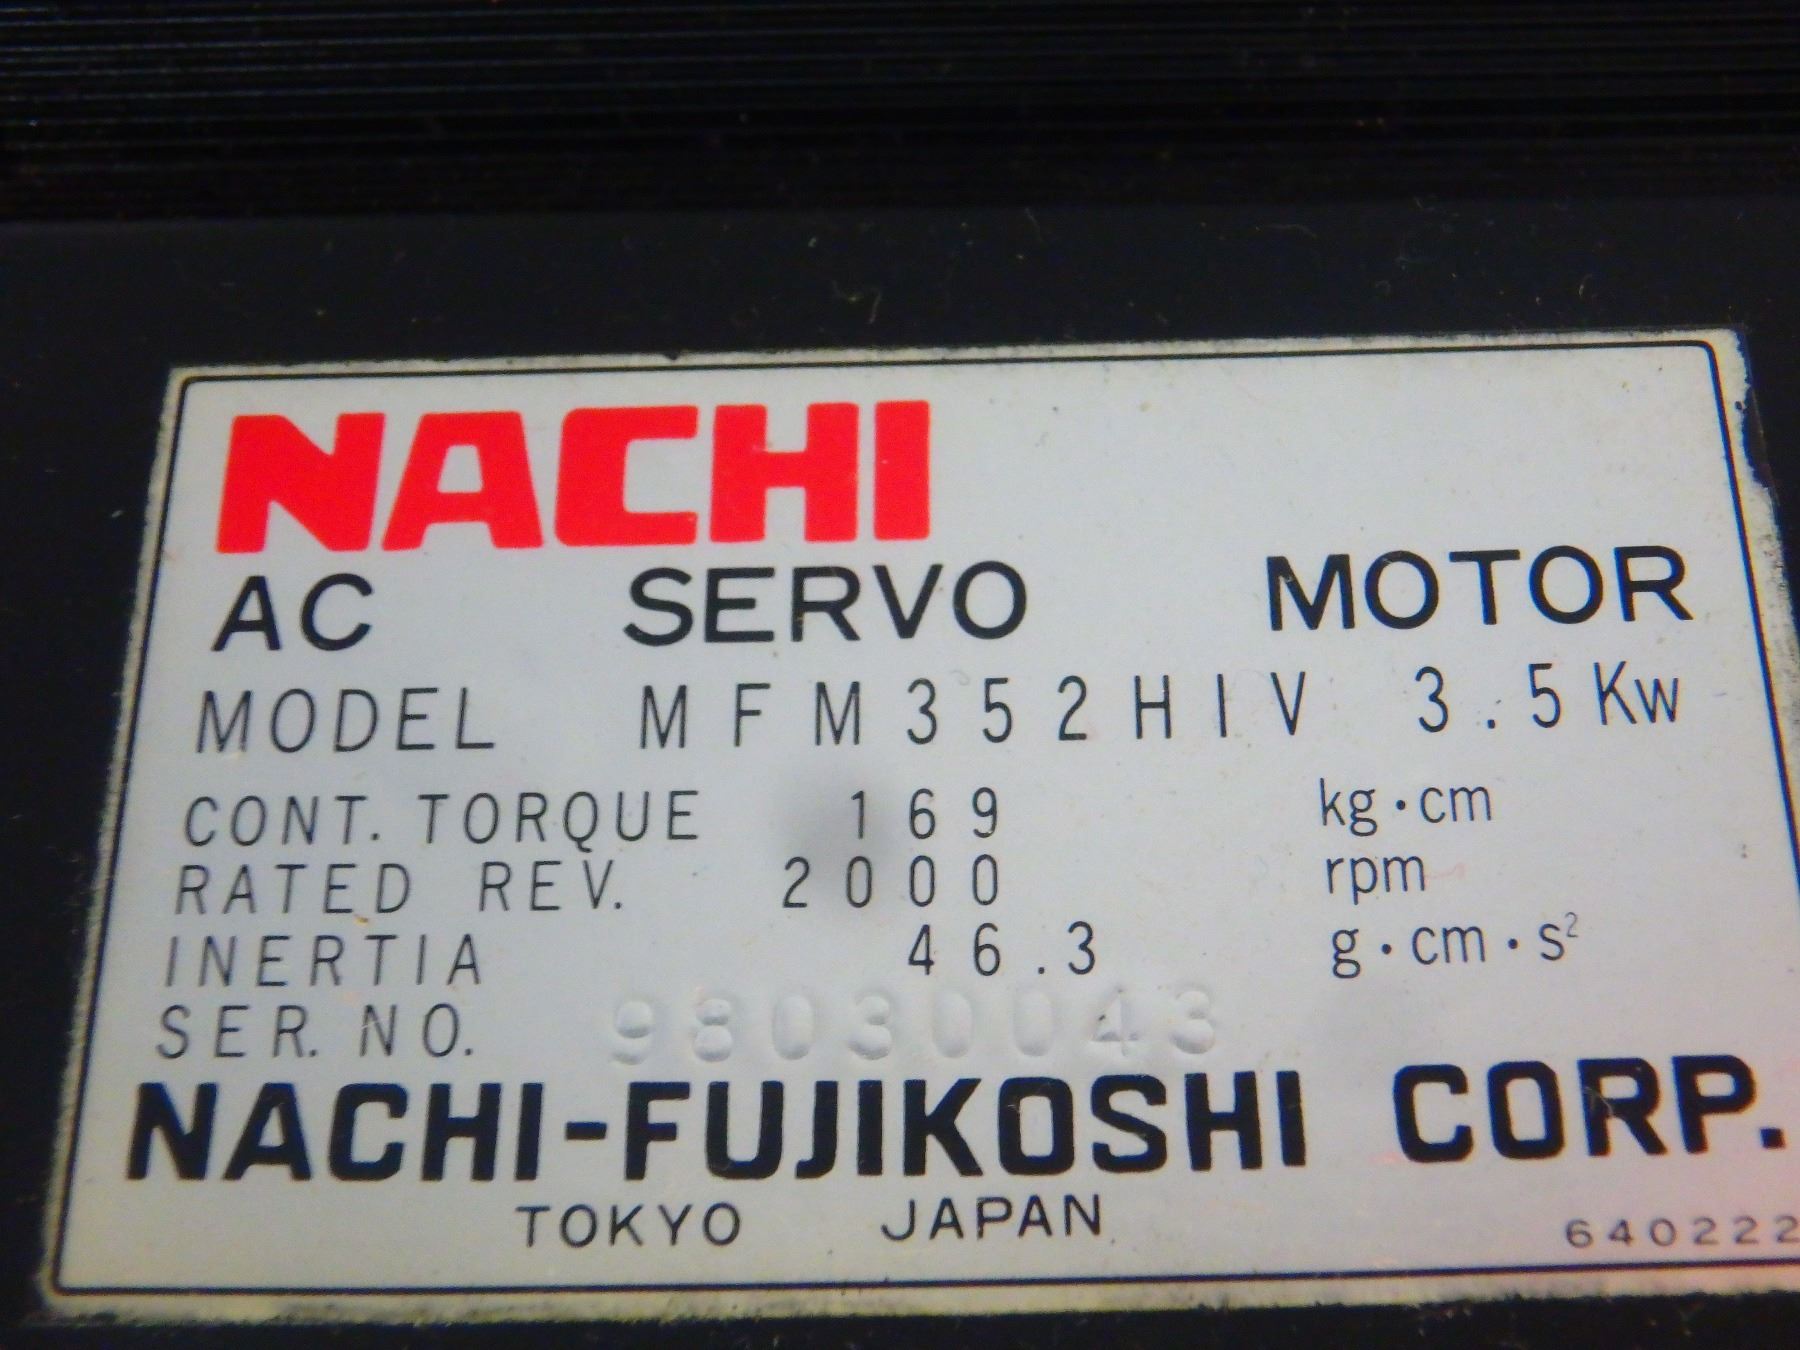 NACHI
AC SERVO MOTOR
MODEL MFM352HIV 3.5Kw
CONT. TORQUE 169 kg·cm
RATED REV. 2000 rpm
INERTIA 46.3 g·cm·s²
SER. NO. 98030043
NACHI-FUJIKOSHI CORP.
TOKYO JAPAN
640222